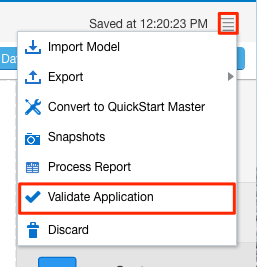 Saved at 12:20:23 PM
Da
Import Model
Export
Convert to QuickStart Master
Snapshots
Process Report
Validate Application
Discard